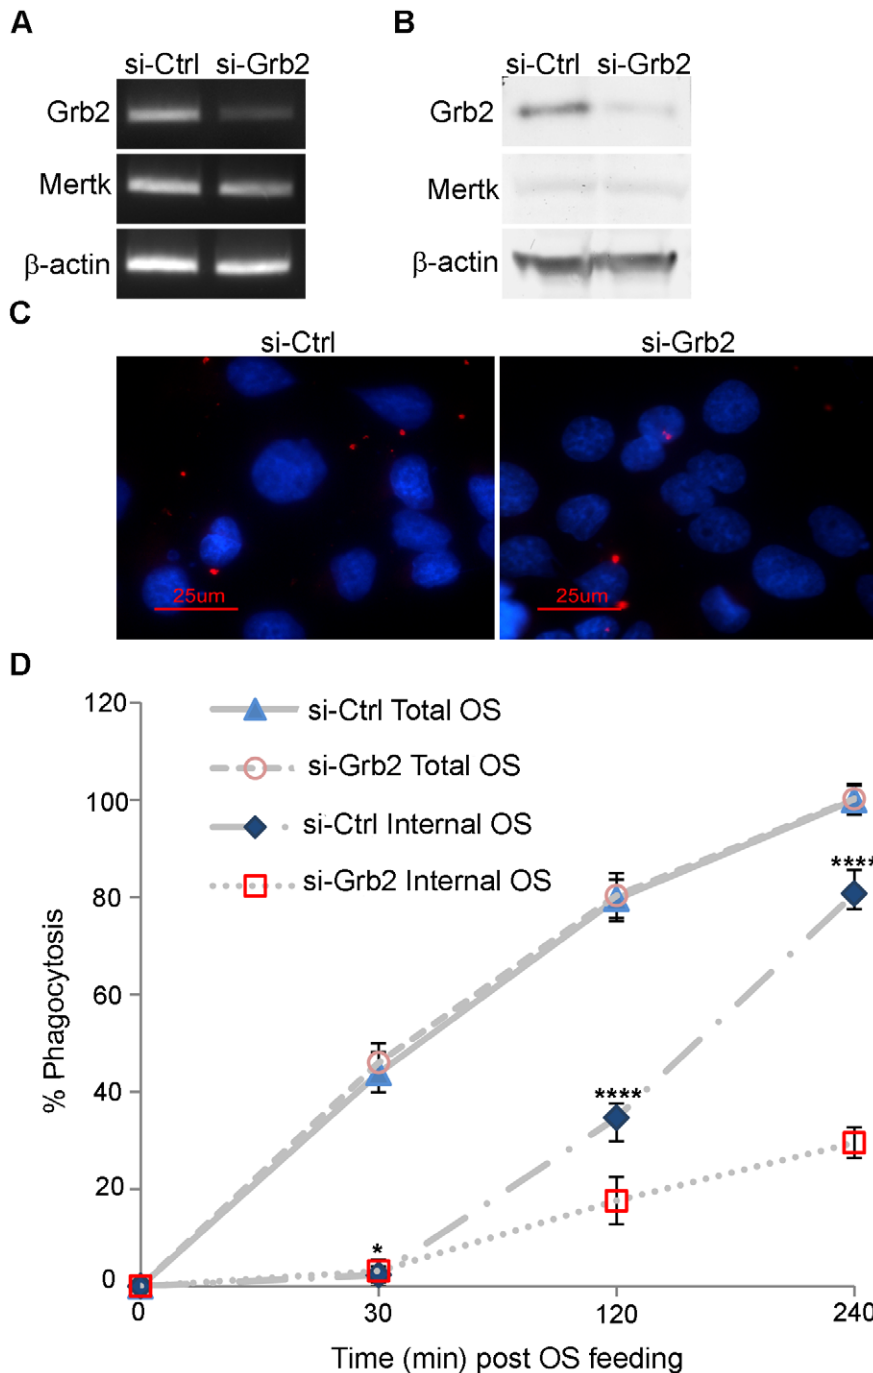 A
si-Ctrl si-Grb2
Grb2
Mertk
β-actin
B
si-Ctrl si-Grb2
Grb2
Mertk
β-actin
C
si-Ctrl
si-Grb2
25um
25um
D
120
100
80
60
40
20
0
% Phagocytosis
si-Ctrl Total OS
si-Grb2 Total OS
si-Ctrl Internal OS
si-Grb2 Internal OS
*
****
****
0 30 120 240
Time (min) post OS feeding